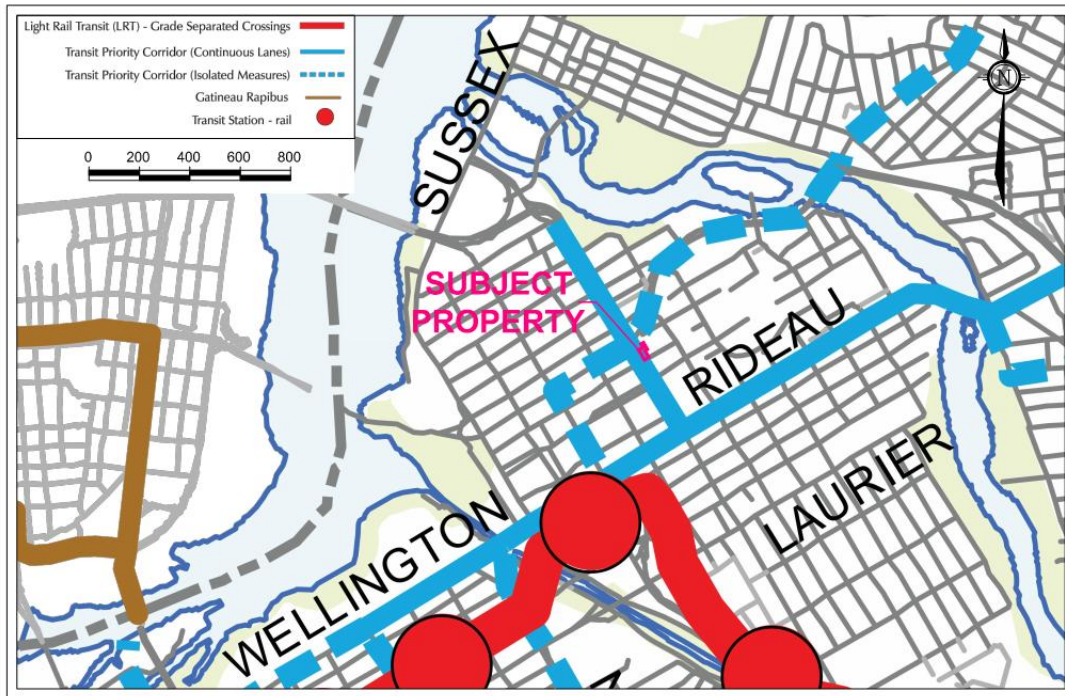 Light Rail Transit (LRT) - Grade Separated Crossings
Transit Priority Corridor (Continuous Lanes)
Transit Priority Corridor (Isolated Measures)
Gatineau Rapibus
Transit Station - rail
0 200 400 600 800
N
SUSSEX
SUBJECT
PROPERTY
RIDEAU
LAURIER
WELLINGTON